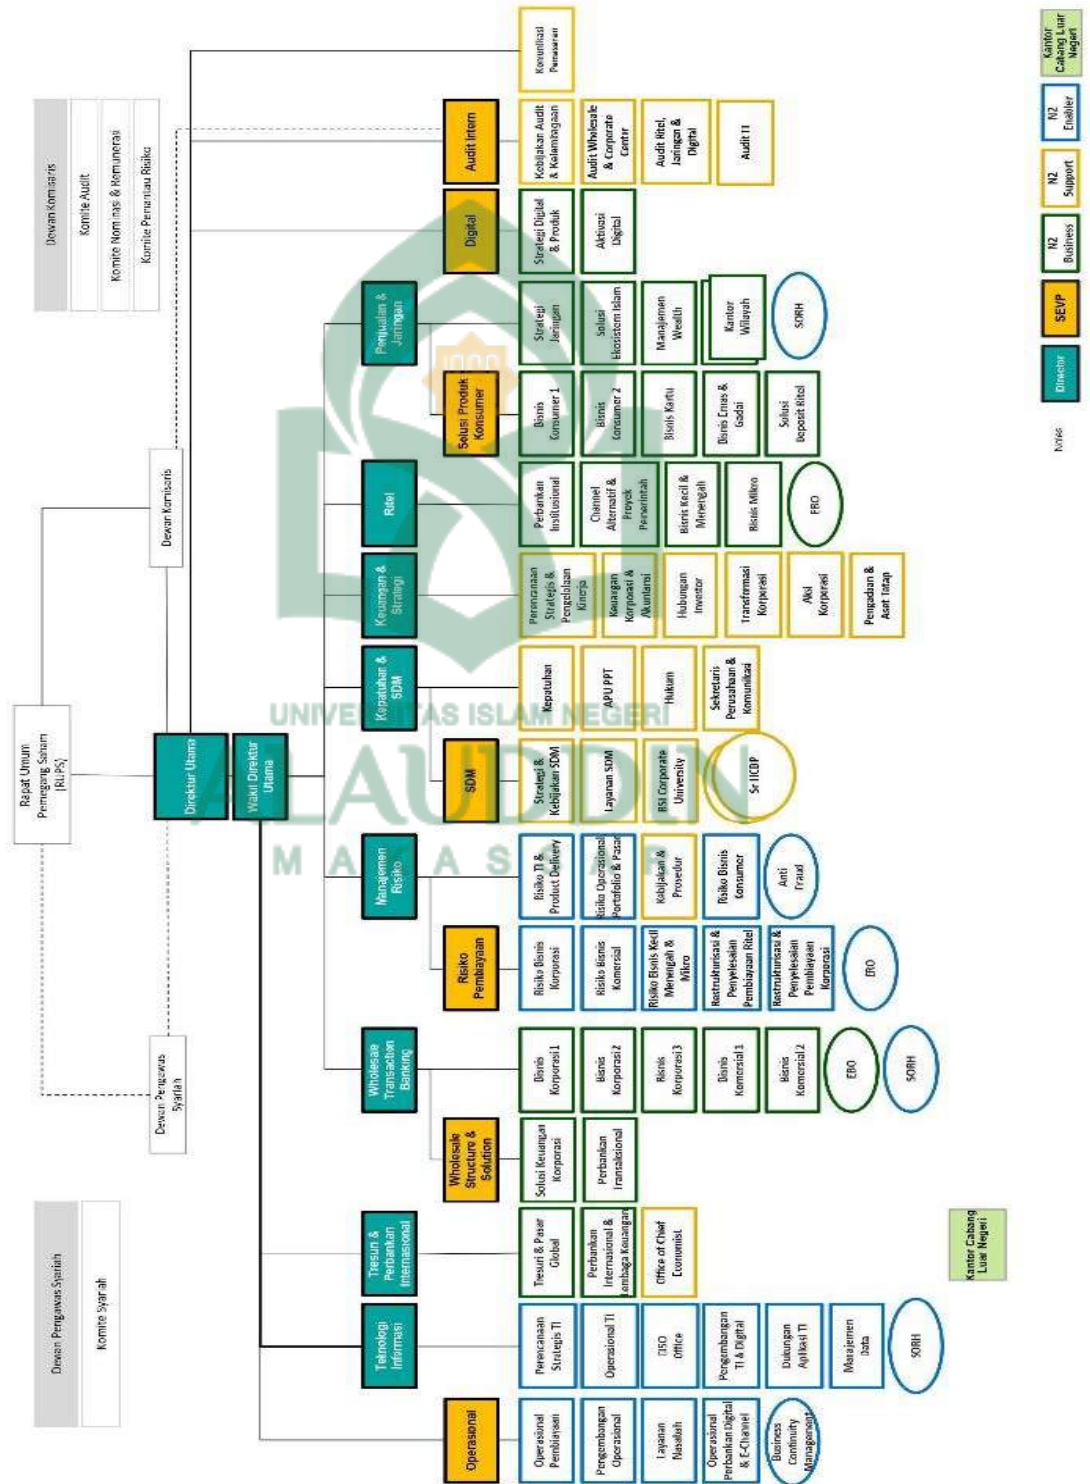 Rapat Umum
Pemegang Saham
(RUPS)
Dewan Pengawas Syariah
Komite Syariah
Dewan Komisaris
Komite Audit
Komite Nominasi & Remunerasi
Komite Pemantau Risiko
Dewan Pengawas
Syariah
Dewan Komisaris
Direktur Utama
Wakil Direktur
Utama
Teknologi
Informasi
Tresuri &
Perbankan
Internasional
Wholesale
Transaction
Banking
Manajemen
Risiko
Kepatuhan &
SDM
Keuangan &
Strategi
Ritel
Penjualan &
Jaringan
Operasional
Wholesale
Structure &
Solution
Risiko
Pembiayaan
SDM
Solusi Produk
Konsumer
Digital
Audit Intern
Operasional
Pembiayaan
Pengembangan
Operasional
Layanan
Nasabah
Operasional
Perbankan Digital
& E-Channel
Business
Continuity
Management
Perencanaan
Strategis TI
Operasional TI
CISO
Office
Pengembangan
TI & Digital
Dukungan
Aplikasi TI
Manajemen
Data
SORH
Tresuri & Pasar
Global
Perbankan
Internasional &
Lembaga Keuangan
Office of Chief
Economist
Kantor Cabang
Luar Negeri
Solusi Keuangan
Korporasi
Perbankan
Transaksional
Bisnis
Korporasi 1
Bisnis
Korporasi 2
Bisnis
Korporasi 3
Bisnis
Komersial 1
Bisnis
Komersial 2
EBO
SORH
Risiko Bisnis
Korporasi
Risiko Bisnis
Komersial
Risiko Bisnis Kecil
Menengah &
Mikro
Restrukturisasi &
Penyelesaian
Pembiayaan Ritel
Restrukturisasi &
Penyelesaian
Pembiayaan
Korporasi
ERO
Risiko TI &
Product Delivery
Risiko Operasional
Portofolio & Pasar
Kebijakan &
Prosedur
Risiko Bisnis
Konsumer
Anti
Fraud
Strategi &
Kebijakan SDM
Layanan SDM
BSI Corporate
University
Sr HCBP
Kepatuhan
APU PPT
Hukum
Sekretaris
Perusahaan &
Komunikasi
Perencanaan
Strategis &
Pengelolaan
Kinerja
Keuangan
Korporasi &
Akuntansi
Hubungan
Investor
Transformasi
Korporasi
Aksi
Korporasi
Pengadaan &
Aset Tetap
Perbankan
Institusional
Channel
Alternatif &
Proyek
Pemerintah
Bisnis Kecil &
Menengah
Bisnis Mikro
EBO
Bisnis
Consumer 1
Bisnis
Consumer 2
Bisnis Kartu
Bisnis Emas &
Gadai
Solusi
Deposit Ritel
Strategi
Jaringan
Solusi
Ekosistem Islam
Manajemen
Wealth
Kantor
Wilayah
SORH
Strategi Digital
& Produk
Aktivasi
Digital
Kebijakan Audit
& Kelembagaan
Audit Wholesale
& Corporate
Center
Audit Ritel,
Jaringan &
Digital
Audit TI
Komunikasi
Pemasaran
Notes
Director
SEVP
N2
Business
N2
Support
N2
Enabler
Kantor
Cabang Luar
Negeri
UNIVERSITAS ISLAM NEGERI
ALAUDDIN
MAKASSAR